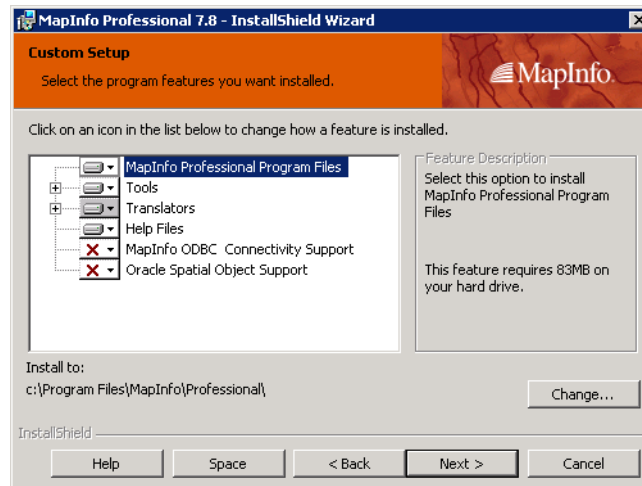 MapInfo Professional 7.8 - InstallShield Wizard
Custom Setup
Select the program features you want installed.
MapInfo
Click on an icon in the list below to change how a feature is installed.
MapInfo Professional Program Files
Tools
Translators
Help Files
MapInfo ODBC Connectivity Support
Oracle Spatial Object Support
Feature Description
Select this option to install
MapInfo Professional Program
Files
This feature requires 83MB on
your hard drive.
Install to:
c:\Program Files\MapInfo\Professional\
Change...
InstallShield
Help
Space
< Back
Next >
Cancel